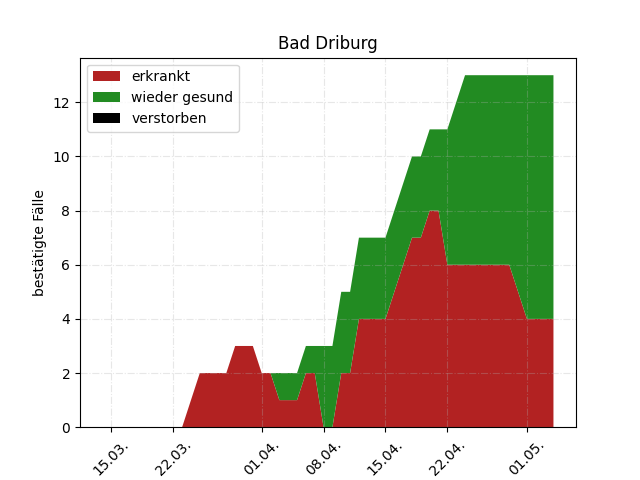 Bad Driburg
erkrankt
wieder gesund
verstorben
bestätigte Fälle
12
10
8
6
4
2
0
15.03.
22.03.
01.04.
08.04.
15.04.
22.04.
01.05.